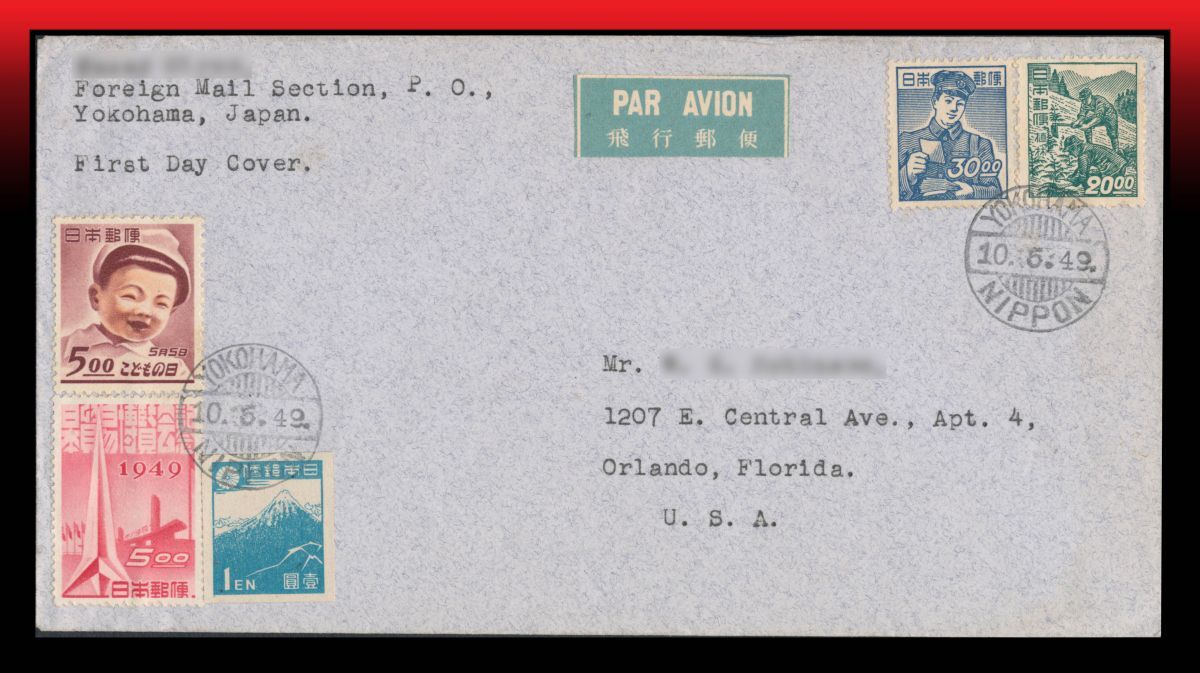 Foreign Mail Section, P. O.,
Yokohama, Japan.
First Day Cover.
PAR AVION
飛行郵便
日本郵便
30.00
日本郵便
20.00
YOKOHAMA
10. 5. 49.
NIPPON
日本郵便
5月5日
5.00 こどもの日
YOKOHAMA
10. 5. 49.
1949
5.00
日本郵便
便郵本日
1EN
圓壹
Mr.
1207 E. Central Ave., Apt. 4,
Orlando, Florida.
U. S. A.